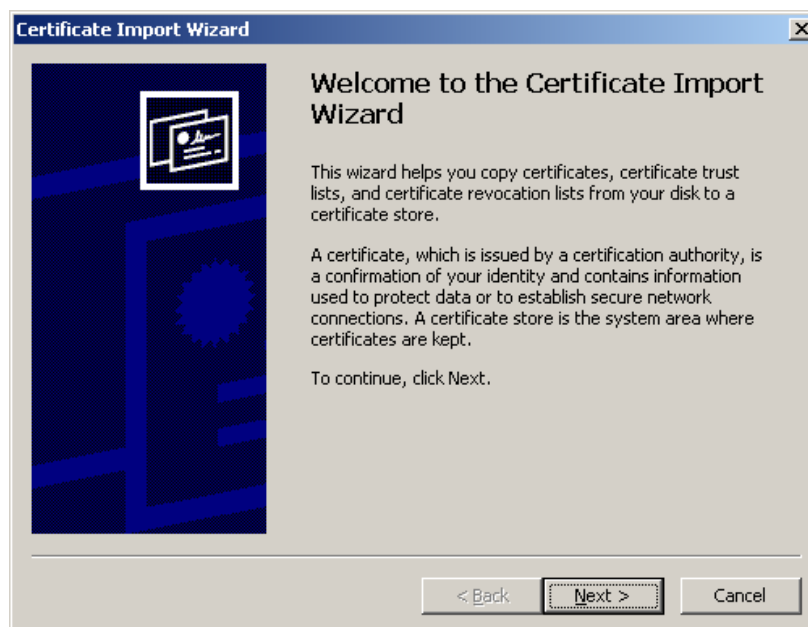 Certificate Import Wizard
Welcome to the Certificate Import
Wizard
This wizard helps you copy certificates, certificate trust
lists, and certificate revocation lists from your disk to a
certificate store.
A certificate, which is issued by a certification authority, is
a confirmation of your identity and contains information
used to protect data or to establish secure network
connections. A certificate store is the system area where
certificates are kept.
To continue, click Next.
< Back Next > Cancel